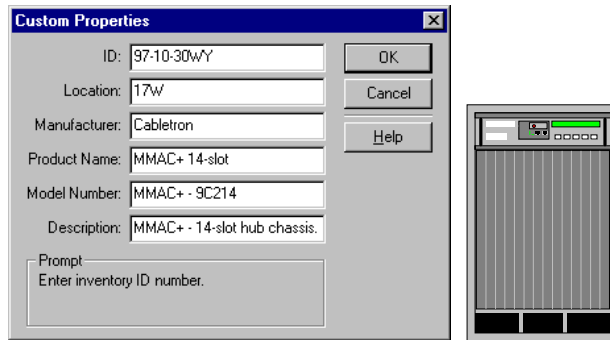 Custom Properties
ID: 97-10-30WY
OK
Location: 17W
Cancel
Manufacturer: Cabletron
Help
Product Name: MMAC+ 14-slot
Model Number: MMAC+ - 9C214
Description: MMAC+ - 14-slot hub chassis.
Prompt
Enter inventory ID number.